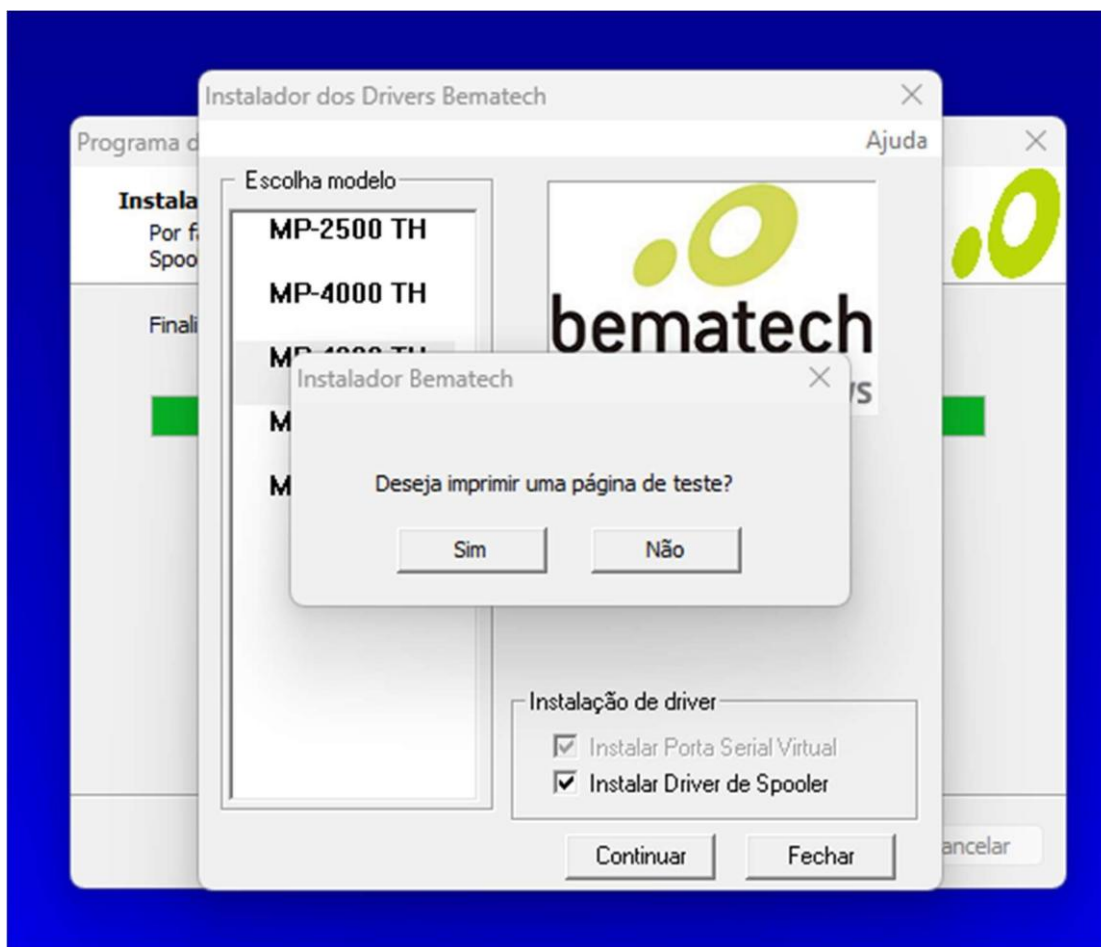 Instalador dos Drivers Bematech
Programa d
Ajuda
Escolha modelo
Instala
Por f
Spoo
MP-2500 TH
MP-4000 TH
bematech
Finali
Instalador Bematech
M
M
Deseja imprimir uma página de teste?
Sim
Não
Instalação de driver
Instalar Porta Serial Virtual
Instalar Driver de Spooler
Continuar
Fechar
ancelar